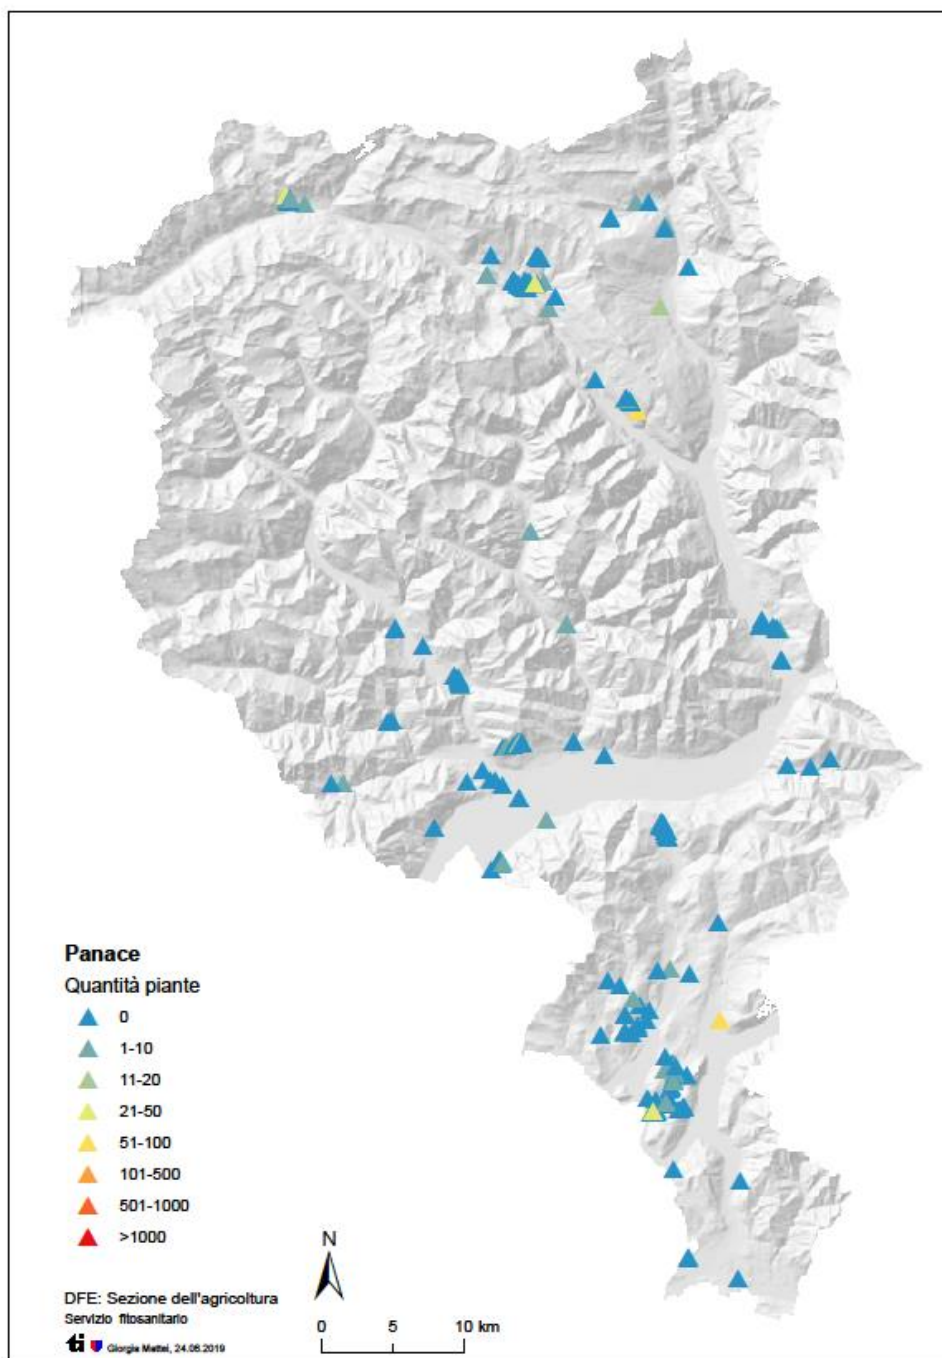 Panace
Quantità piante
0
1-10
11-20
21-50
51-100
101-500
501-1000
>1000
N
DFE: Sezione dell'agricoltura
Servizio fitosanitario
0 5 10 km
ti Giorgia Mattei, 24.06.2019